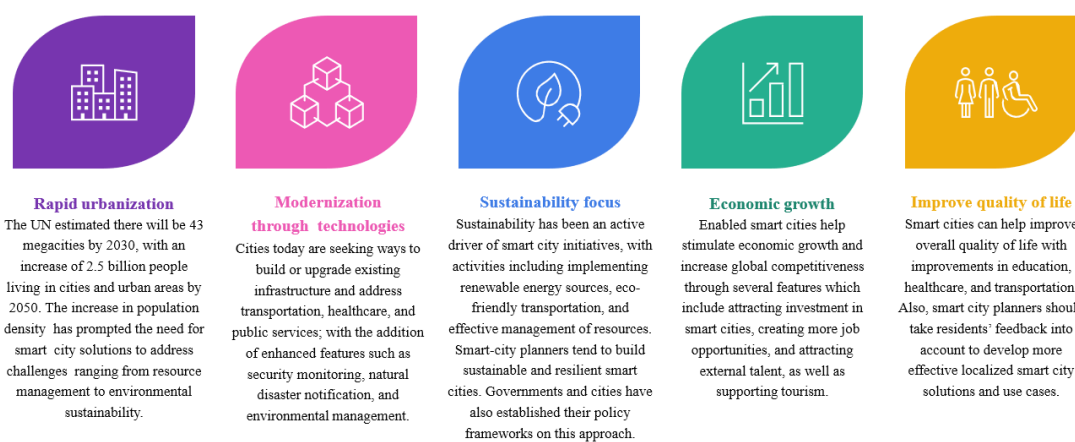 Rapid urbanization
The UN estimated there will be 43
megacities by 2030, with an
increase of 2.5 billion people
living in cities and urban areas by
2050. The increase in population
density has prompted the need for
smart city solutions to address
challenges ranging from resource
management to environmental
sustainability.
Modernization
through technologies
Cities today are seeking ways to
build or upgrade existing
infrastructure and address
transportation, healthcare, and
public services; with the addition
of enhanced features such as
security monitoring, natural
disaster notification, and
environmental management.
Sustainability focus
Sustainability has been an active
driver of smart city initiatives, with
activities including implementing
renewable energy sources, eco-
friendly transportation, and
effective management of resources.
Smart-city planners tend to build
sustainable and resilient smart
cities. Governments and cities have
also established their policy
frameworks on this approach.
Economic growth
Enabled smart cities help
stimulate economic growth and
increase global competitiveness
through several features which
include attracting investment in
smart cities, creating more job
opportunities, and attracting
external talent, as well as
supporting tourism.
Improve quality of life
Smart cities can help improve
overall quality of life with
improvements in education,
healthcare, and transportation
Also, smart city planners shoul
take residents' feedback into
account to develop more
effective localized smart city
solutions and use cases.